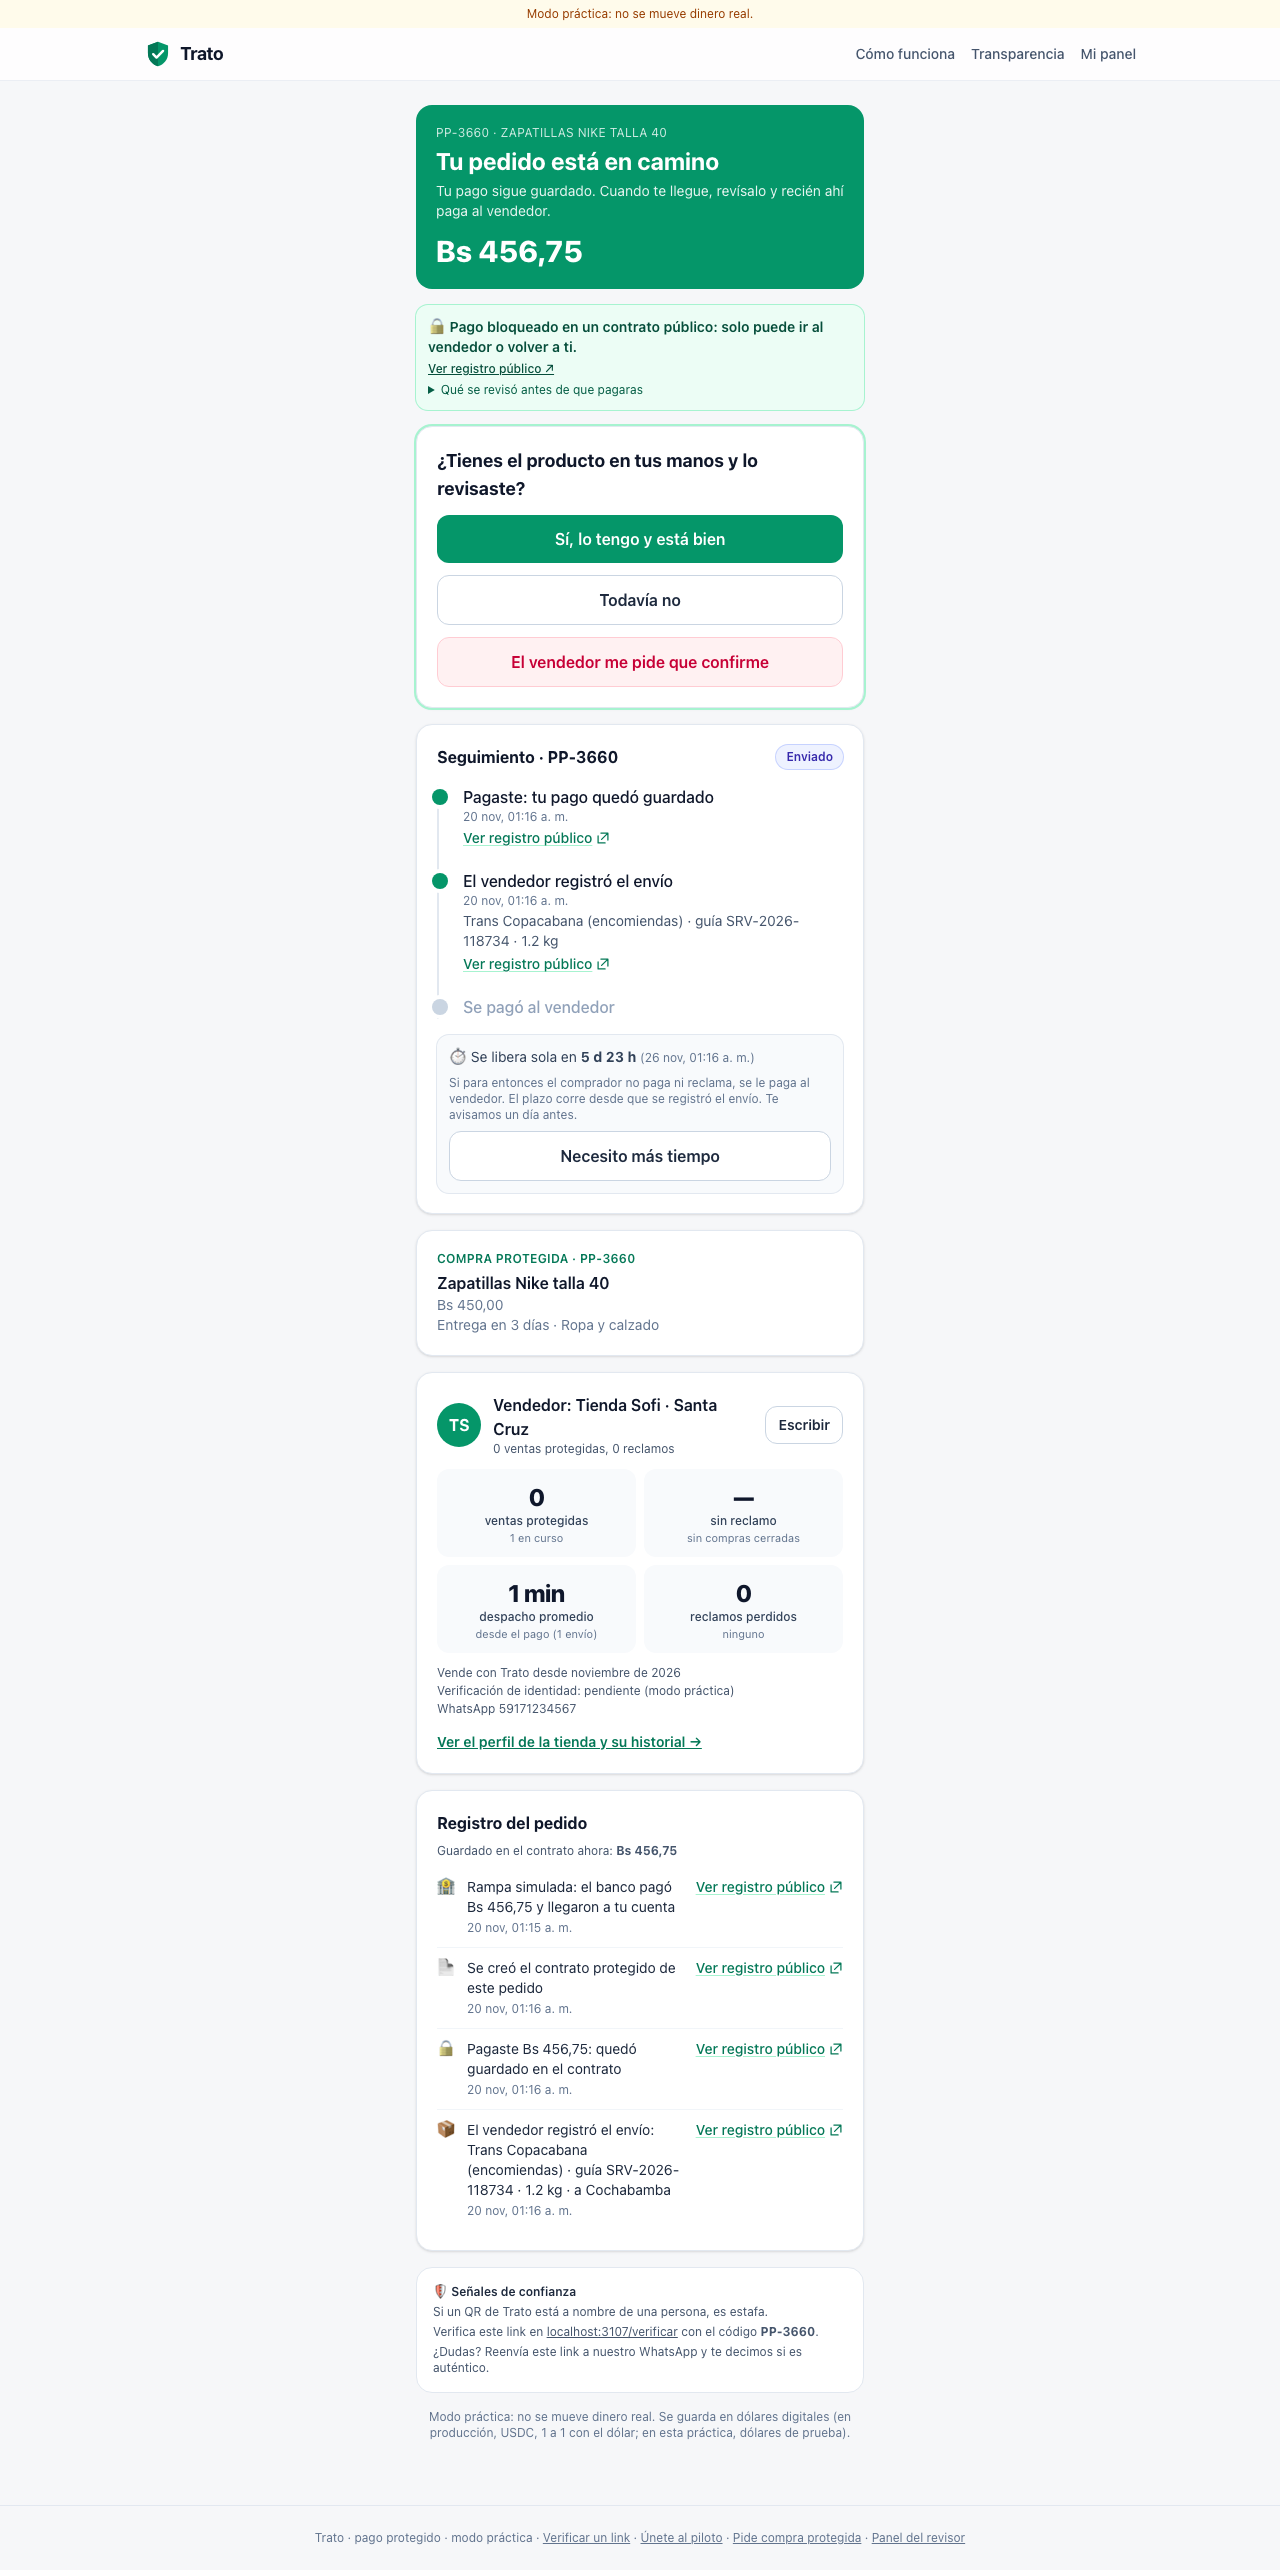 Modo práctica: no se mueve dinero real.
Trato
Cómo funciona
Transparencia
Mi panel
PP-3660 · ZAPATILLAS NIKE TALLA 40
Tu pedido está en camino
Tu pago sigue guardado. Cuando te llegue, revísalo y recién ahí
paga al vendedor.
Bs 456,75
Pago bloqueado en un contrato público: solo puede ir al
vendedor o volver a ti.
Ver registro público ↗
Qué se revisó antes de que pagaras
¿Tienes el producto en tus manos y lo
revisaste?
Sí, lo tengo y está bien
Todavía no
El vendedor me pide que confirme
Seguimiento · PP-3660
Enviado
Pagaste: tu pago quedó guardado
20 nov, 01:16 a. m.
Ver registro público
El vendedor registró el envío
20 nov, 01:16 a. m.
Trans Copacabana (encomiendas) · guía SRV-2026-
118734 · 1.2 kg
Ver registro público
Se pagó al vendedor
Se libera sola en 5 d 23 h (26 nov, 01:16 a. m.)
Si para entonces el comprador no paga ni reclama, se le paga al
vendedor. El plazo corre desde que se registró el envío. Te
avisamos un día antes.
Necesito más tiempo
COMPRA PROTEGIDA · PP-3660
Zapatillas Nike talla 40
Bs 450,00
Entrega en 3 días · Ropa y calzado
TS
Vendedor: Tienda Sofi · Santa
Cruz
0 ventas protegidas, 0 reclamos
Escribir
0
ventas protegidas
1 en curso
—
sin reclamo
sin compras cerradas
1 min
despacho promedio
desde el pago (1 envío)
0
reclamos perdidos
ninguno
Vende con Trato desde noviembre de 2026
Verificación de identidad: pendiente (modo práctica)
WhatsApp 59171234567
Ver el perfil de la tienda y su historial →
Registro del pedido
Guardado en el contrato ahora: Bs 456,75
Rampa simulada: el banco pagó
Bs 456,75 y llegaron a tu cuenta
20 nov, 01:15 a. m.
Ver registro público
Se creó el contrato protegido de
este pedido
20 nov, 01:16 a. m.
Ver registro público
Pagaste Bs 456,75: quedó
guardado en el contrato
20 nov, 01:16 a. m.
Ver registro público
El vendedor registró el envío:
Trans Copacabana
(encomiendas) · guía SRV-2026-
118734 · 1.2 kg · a Cochabamba
20 nov, 01:16 a. m.
Ver registro público
Señales de confianza
Si un QR de Trato está a nombre de una persona, es estafa.
Verifica este link en localhost:3107/verificar con el código PP-3660.
¿Dudas? Reenvía este link a nuestro WhatsApp y te decimos si es
auténtico.
Modo práctica: no se mueve dinero real. Se guarda en dólares digitales (en
producción, USDC, 1 a 1 con el dólar; en esta práctica, dólares de prueba).
Trato · pago protegido · modo práctica · Verificar un link · Únete al piloto · Pide compra protegida · Panel del revisor